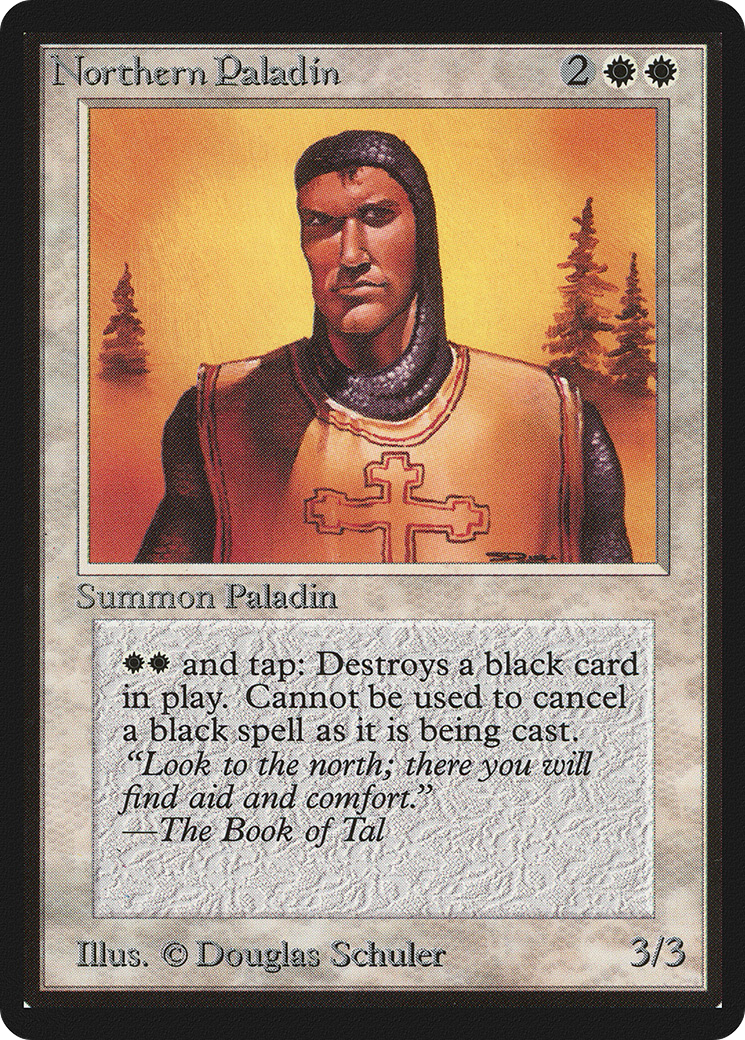 Northern Paladin 2
Summon Paladin
and tap: Destroys a black card
in play. Cannot be used to cancel
a black spell as it is being cast.
“Look to the north; there you will
find aid and comfort.”
—The Book of Tal
Illus. © Douglas Schuler 3/3